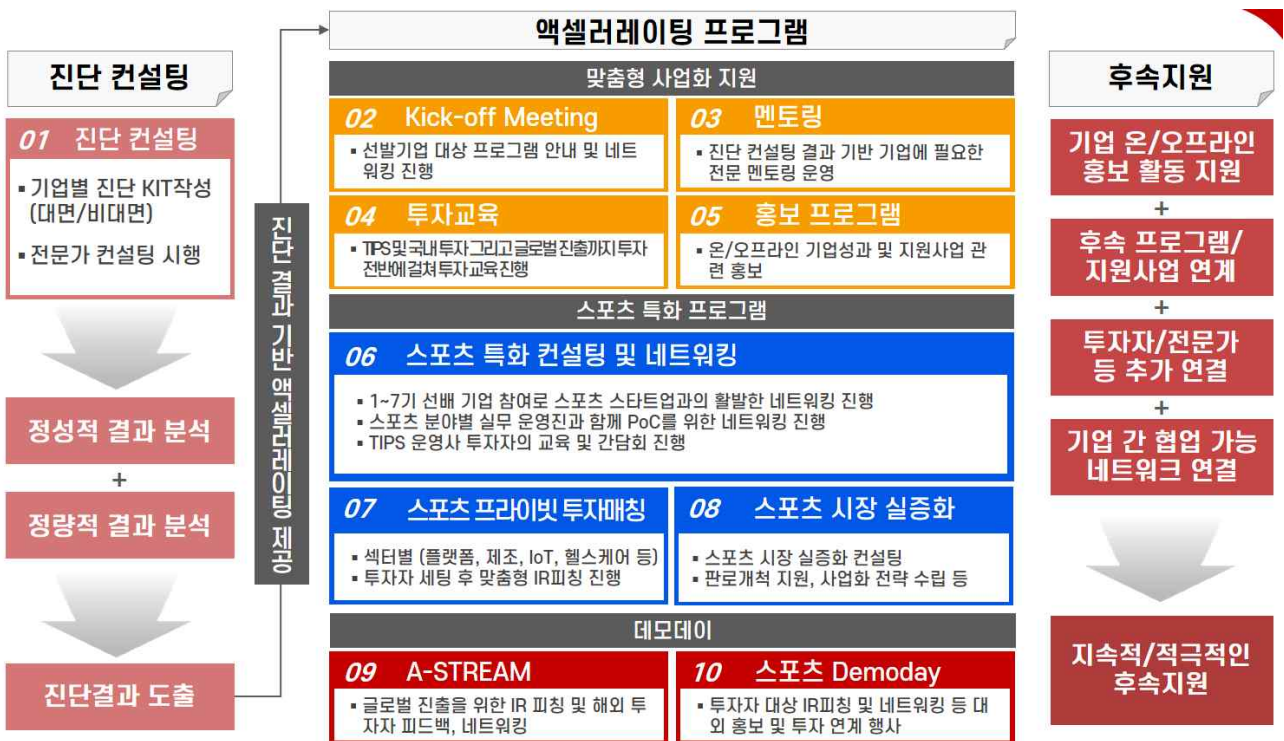 진단 컨설팅
01 진단 컨설팅
▪ 기업별 진단 KIT작성
(대면/비대면)
▪ 전문가 컨설팅 시행
정성적 결과 분석
+
정량적 결과 분석
진단결과 도출
진단 결과 기반 액셀러레이팅 제공
액셀러레이팅 프로그램
맞춤형 사업화 지원
02 Kick-off Meeting
▪ 선발기업 대상 프로그램 안내 및 네트
워킹 진행
03 멘토링
▪ 진단 컨설팅 결과 기반 기업에 필요한
전문 멘토링 운영
04 투자교육
▪ TIPS 및 국내 투자 그리고 글로벌 진출까지 투자
전반에 걸쳐 투자 교육 진행
05 홍보 프로그램
▪ 온/오프라인 기업성과 및 지원사업 관
련 홍보
스포츠 특화 프로그램
06 스포츠 특화 컨설팅 및 네트워킹
▪ 1~7기 선배 기업 참여로 스포츠 스타트업과의 활발한 네트워킹 진행
▪ 스포츠 분야별 실무 운영진과 함께 PoC를 위한 네트워킹 진행
▪ TIPS 운영사 투자자의 교육 및 간담회 진행
07 스포츠 프라이빗 투자매칭
▪ 섹터별 (플랫폼, 제조, IoT, 헬스케어 등)
▪ 투자자 세팅 후 맞춤형 IR피칭 진행
08 스포츠 시장 실증화
▪ 스포츠 시장 실증화 컨설팅
▪ 판로개척 지원, 사업화 전략 수립 등
데모데이
09 A-STREAM
▪ 글로벌 진출을 위한 IR 피칭 및 해외 투
자자 피드백, 네트워킹
10 스포츠 Demoday
▪ 투자자 대상 IR피칭 및 네트워킹 등 대
외 홍보 및 투자 연계 행사
후속지원
기업 온/오프라인
홍보 활동 지원
+
후속 프로그램/
지원사업 연계
+
투자자/전문가
등 추가 연결
+
기업 간 협업 가능
네트워크 연결
지속적/적극적인
후속지원